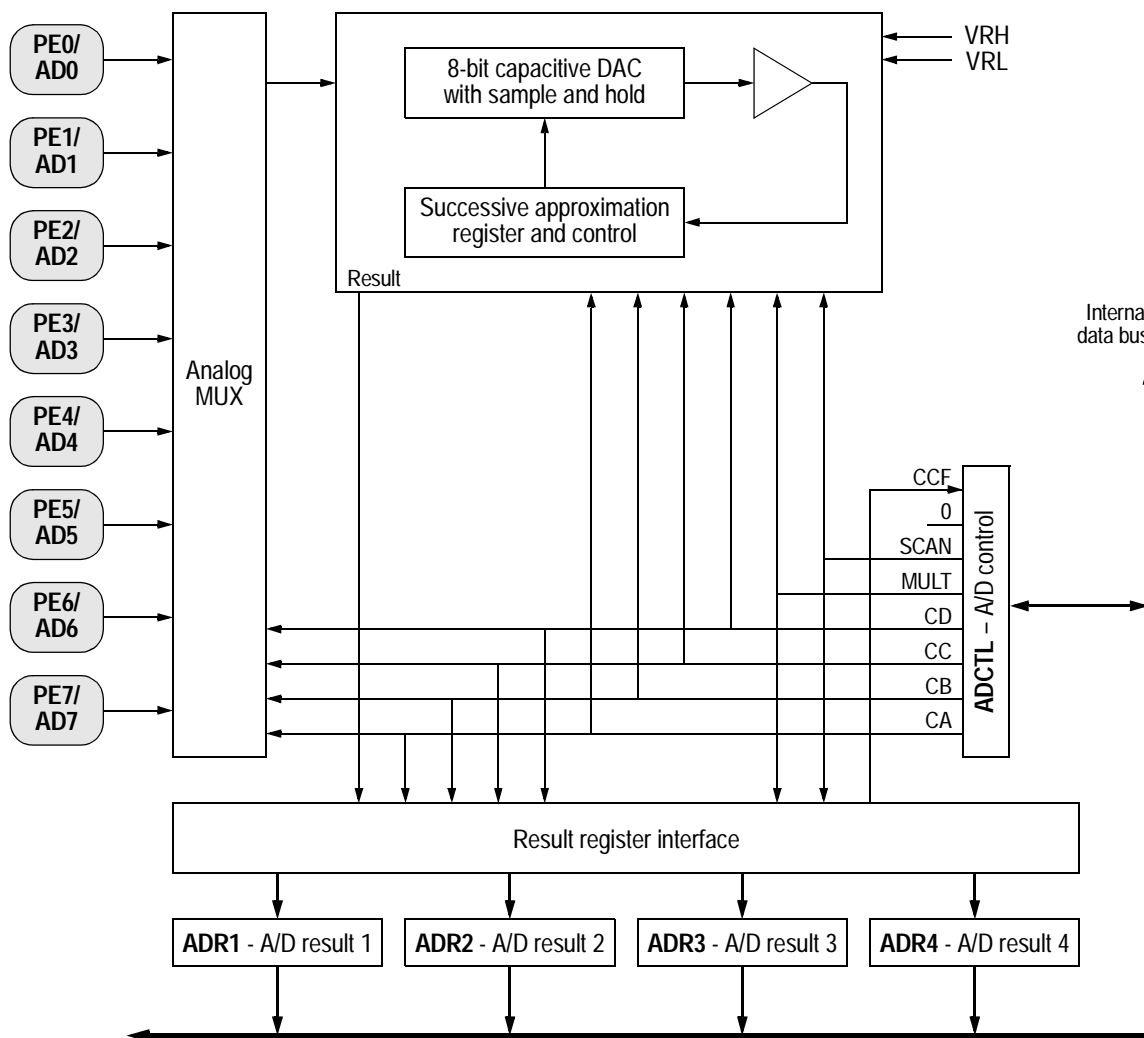 PE0/
AD0
PE1/
AD1
PE2/
AD2
PE3/
AD3
PE4/
AD4
PE5/
AD5
PE6/
AD6
PE7/
AD7
Analog
MUX
8-bit capacitive DAC
with sample and hold
Successive approximation
register and control
Result
VRH
VRL
Interna
data bus
CCF
0
SCAN
MULT
CD
CC
CB
CA
ADCTL – A/D control
Result register interface
ADR1 - A/D result 1
ADR2 - A/D result 2
ADR3 - A/D result 3
ADR4 - A/D result 4